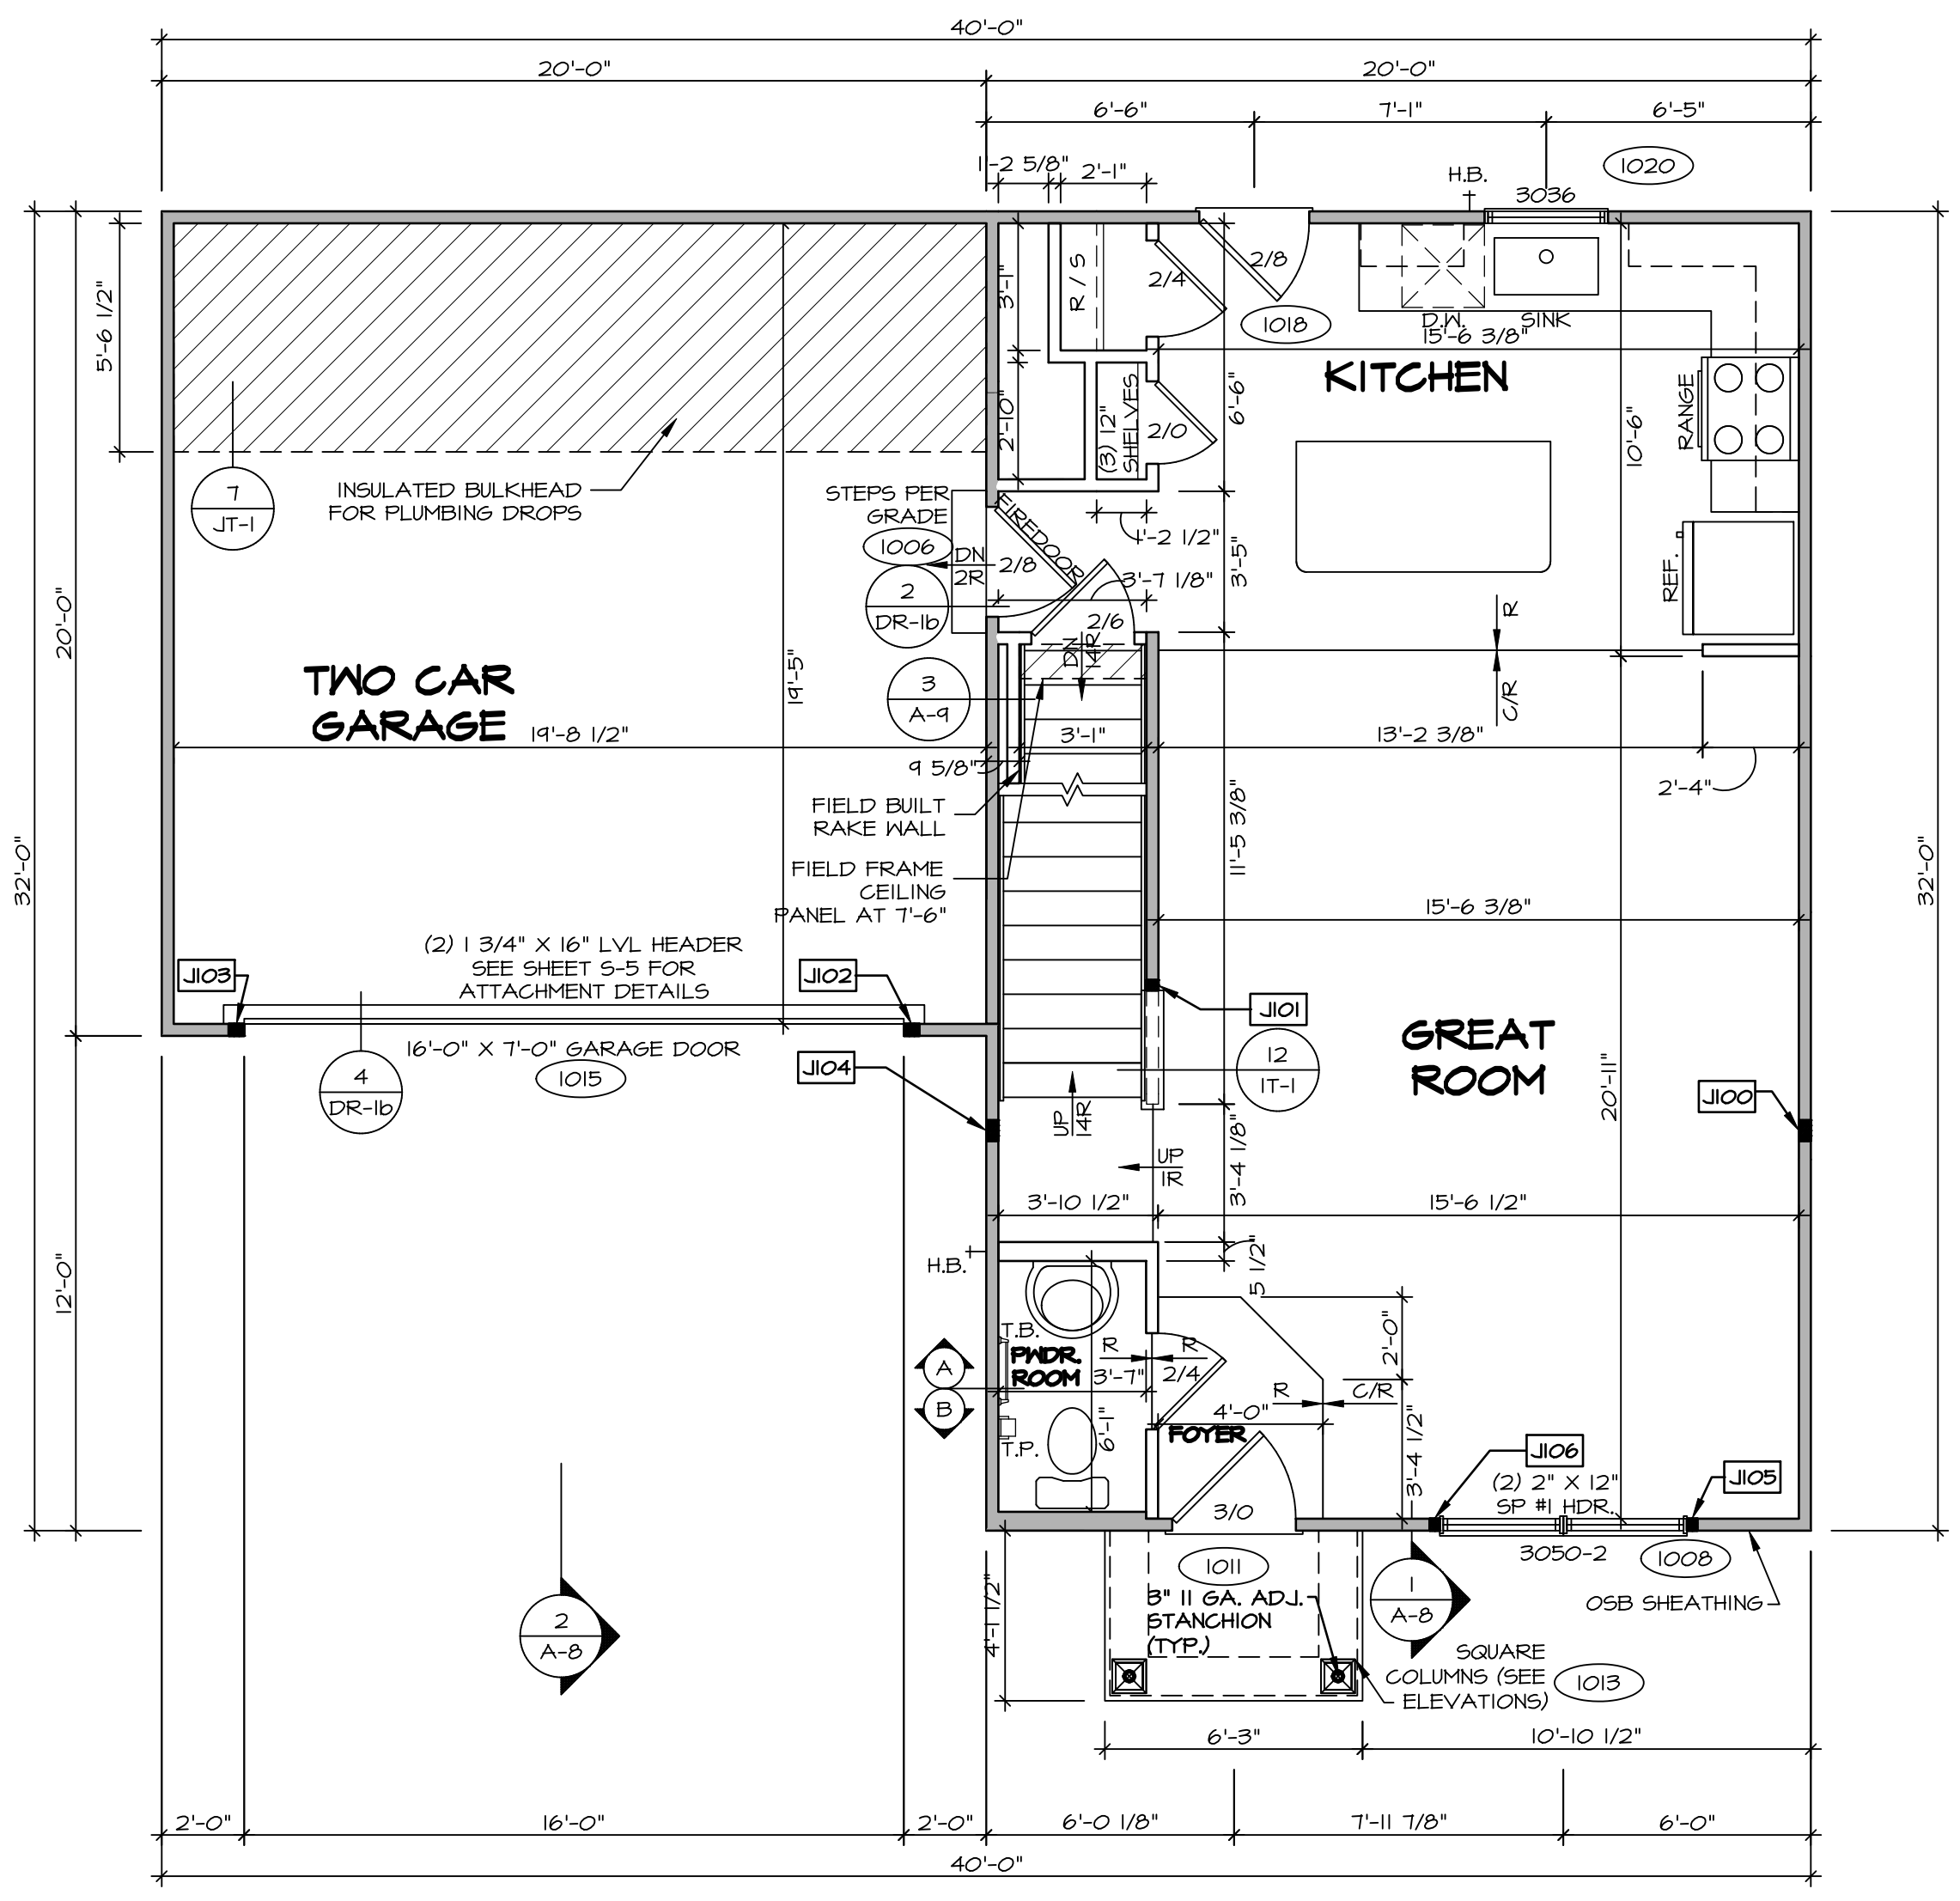 40'-0"
20'-0"
20'-0"
6'-6"
7'-1"
6'-5"
1'-2 5/8"
2'-1"
H.B.
3036
1020
5'-6 1/2"
3'-1"
R / S
2/4
2/8
1018
D.W.
SINK
15'-6 3/8"
KITCHEN
RANGE
2'-10"
(3) 12"
SHELVES
2/0
6'-6"
10'-6"
7
JT-1
INSULATED BULKHEAD
FOR PLUMBING DROPS
STEPS PER
GRADE
1006
DN
2R
2/8
FIREDOOR
1'-2 1/2"
3'-5"
3'-7 1/8"
2
DR-1b
2/6
REF.
R
C/R
20'-0"
32'-0"
32'-0"
TWO CAR
GARAGE
19'-5"
19'-8 1/2"
3
A-9
DN
14R
3'-1"
13'-2 3/8"
2'-4"
9 5/8"
FIELD BUILT
RAKE WALL
11'-5 3/8"
FIELD FRAME
CEILING
PANEL AT 7'-6"
15'-6 3/8"
(2) 1 3/4" X 16" LVL HEADER
SEE SHEET S-5 FOR
ATTACHMENT DETAILS
J103
J102
J101
GREAT
ROOM
16'-0" X 7'-0" GARAGE DOOR
1015
4
DR-1b
J104
12
1T-1
20'-11"
J100
UP
14R
UP
1R
3'-4 1/8"
3'-10 1/2"
15'-6 1/2"
12'-0"
H.B.
5 1/2"
T.B.
PWDR.
ROOM
R
R
3'-7"
2/4
2'-0"
A
B
R
C/R
4'-0"
FOYER
6'-1"
T.P.
3'-4 1/2"
J106
J105
(2) 2" X 12"
SP #1 HDR.
3/0
3050-2
1008
1011
OSB SHEATHING
3" 11 GA. ADJ.
STANCHION
(TYP.)
1
A-8
4'-1 1/2"
2
A-8
SQUARE
COLUMNS (SEE
ELEVATIONS)
1013
6'-3"
10'-10 1/2"
2'-0"
16'-0"
2'-0"
6'-0 1/8"
7'-11 7/8"
6'-0"
40'-0"